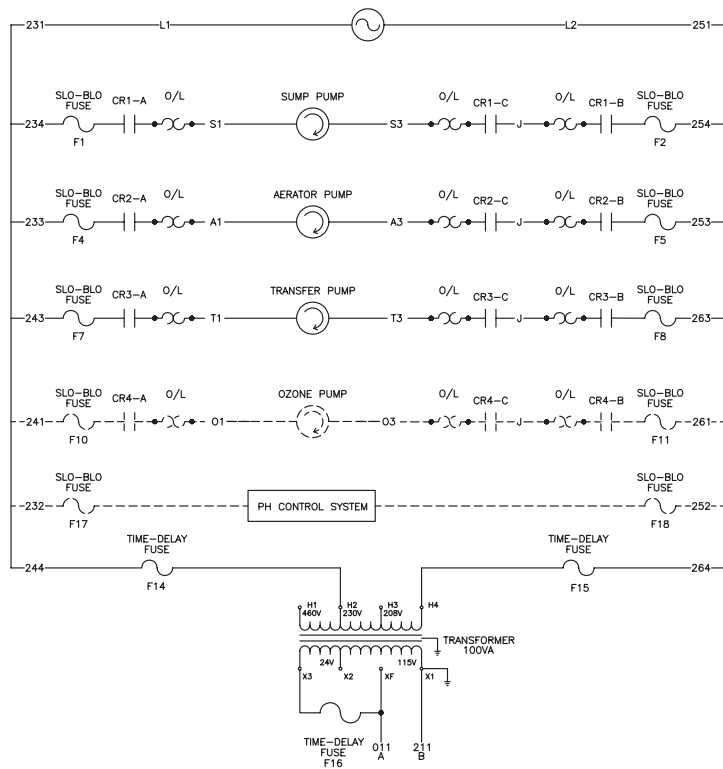 231 L1 L2 251
SLO-BLO FUSE CR1-A O/L SUMP PUMP O/L CR1-C O/L CR1-B SLO-BLO FUSE
234 S1 S3 J 254
F1 F2
SLO-BLO FUSE CR2-A O/L AERATOR PUMP O/L CR2-C O/L CR2-B SLO-BLO FUSE
233 A1 A3 J 253
F4 F5
SLO-BLO FUSE CR3-A O/L TRANSFER PUMP O/L CR3-C O/L CR3-B SLO-BLO FUSE
243 T1 T3 J 263
F7 F8
SLO-BLO FUSE CR4-A O/L OZONE PUMP O/L CR4-C O/L CR4-B SLO-BLO FUSE
241 O1 O3 J 261
F10 F11
SLO-BLO FUSE SLO-BLO FUSE
232 PH CONTROL SYSTEM 252
F17 F18
TIME-DELAY FUSE TIME-DELAY FUSE
244 264
F14 F15
H1 H2 H3 H4
460V 230V 208V
TRANSFORMER
100VA
24V 115V
X3 X2 XF X1
TIME-DELAY
FUSE
F16
011 211
A B